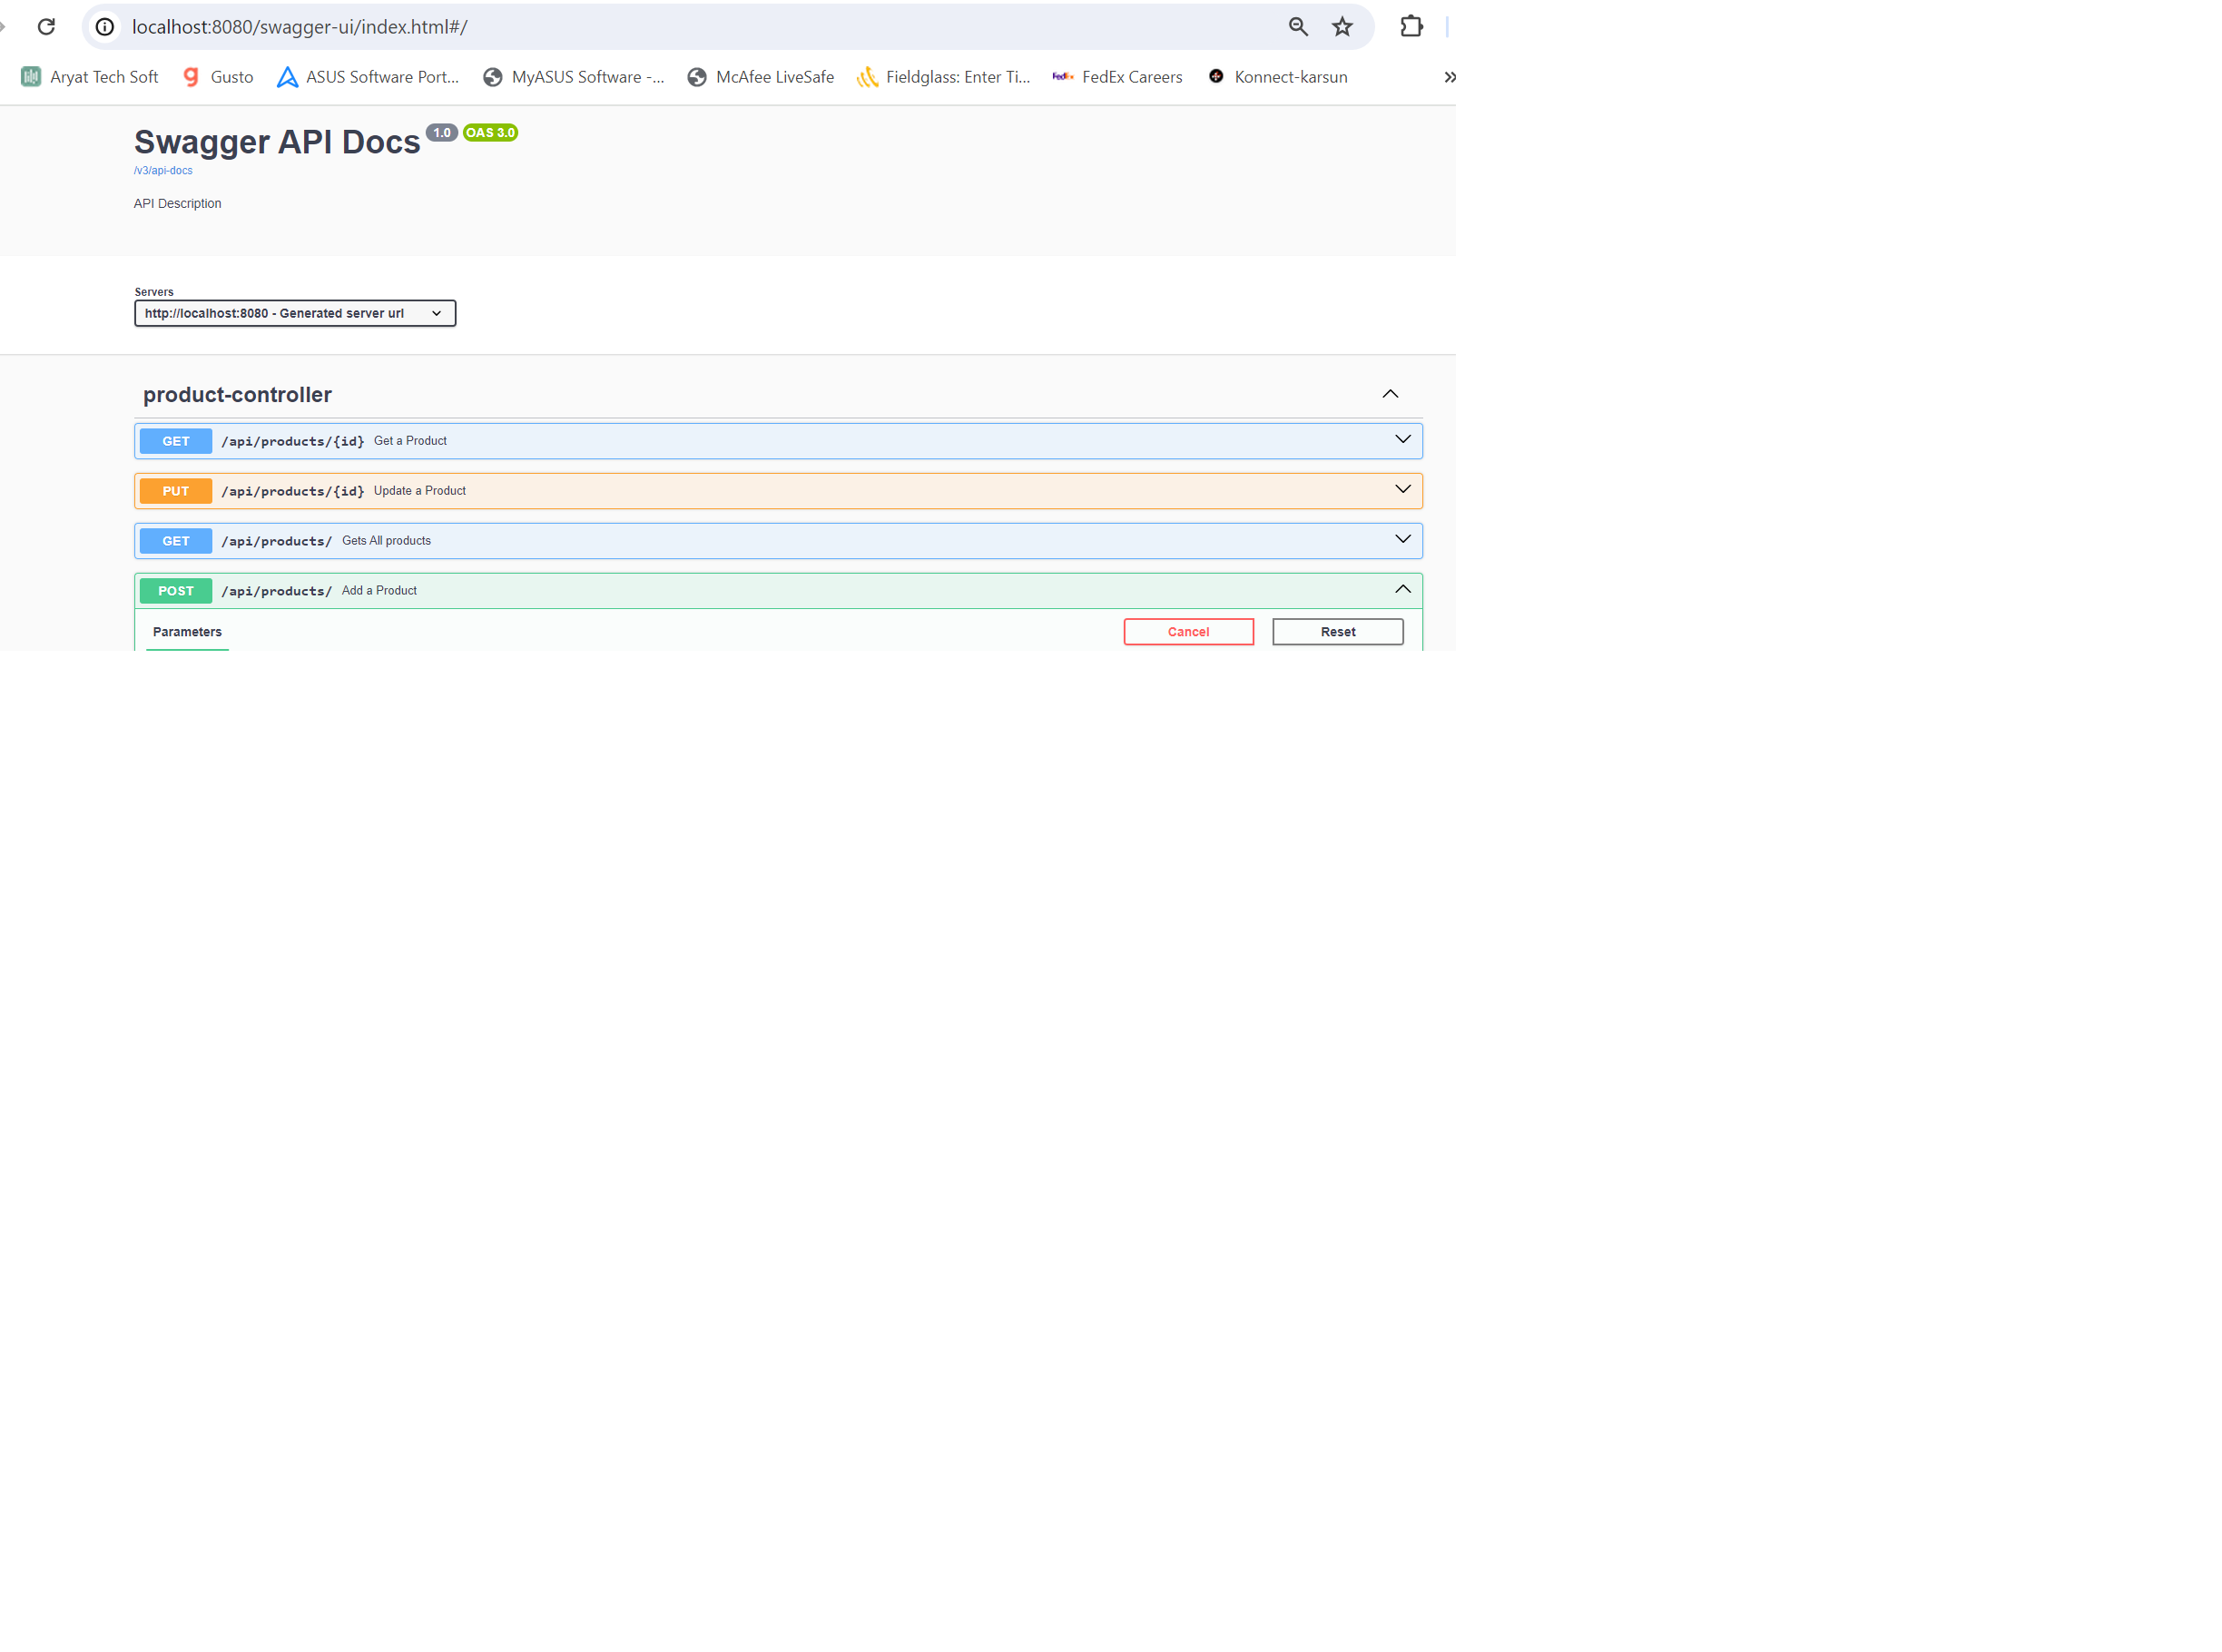 localhost:8080/swagger-ui/index.html#/
Aryat Tech Soft Gusto ASUS Software Port... MyASUS Software -... McAfee LiveSafe Fieldglass: Enter Ti... FedEx FedEx Careers Konnect-karsun »
Swagger API Docs 1.0 OAS 3.0
/v3/api-docs
API Description
Servers
http://localhost:8080 - Generated server url
product-controller
GET /api/products/{id} Get a Product
PUT /api/products/{id} Update a Product
GET /api/products/ Gets All products
POST /api/products/ Add a Product
Parameters Cancel Reset